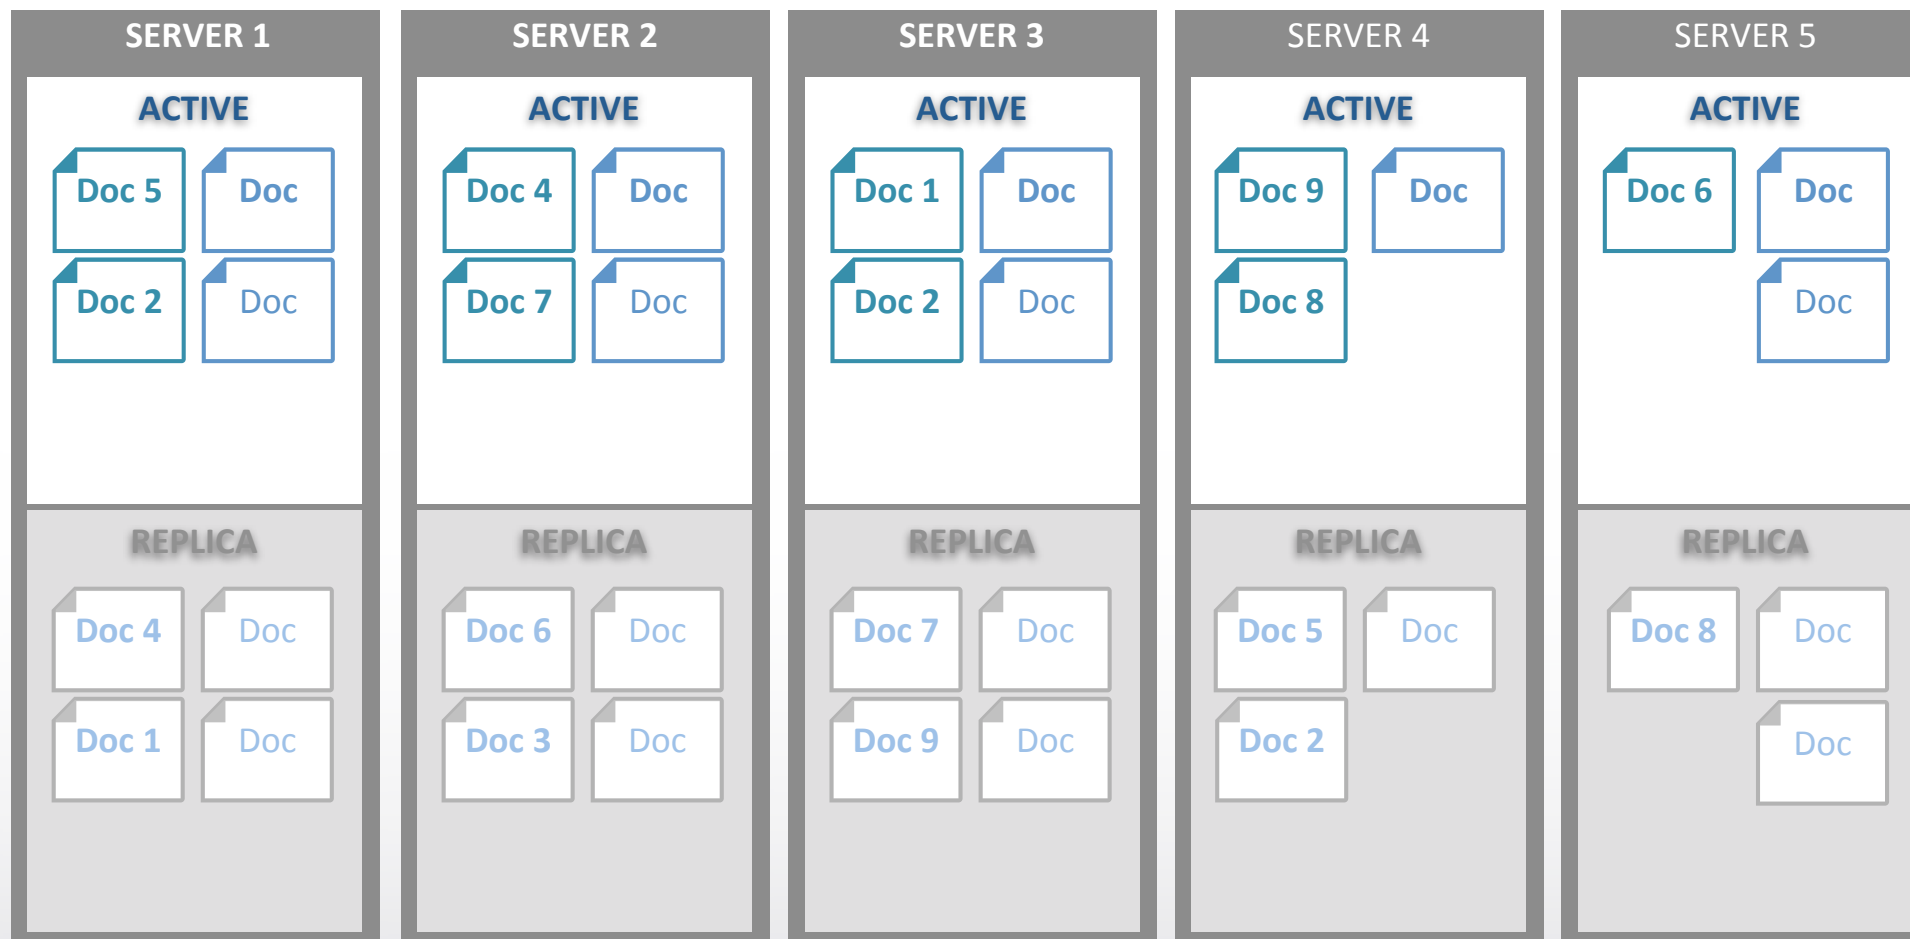 SERVER 1
ACTIVE
Doc 5 Doc
Doc 2 Doc
REPLICA
Doc 4 Doc
Doc 1 Doc
SERVER 2
ACTIVE
Doc 4 Doc
Doc 7 Doc
REPLICA
Doc 6 Doc
Doc 3 Doc
SERVER 3
ACTIVE
Doc 1 Doc
Doc 2 Doc
REPLICA
Doc 7 Doc
Doc 9 Doc
SERVER 4
ACTIVE
Doc 9 Doc
Doc 8
REPLICA
Doc 5 Doc
Doc 2
SERVER 5
ACTIVE
Doc 6 Doc
Doc
REPLICA
Doc 8 Doc
Doc